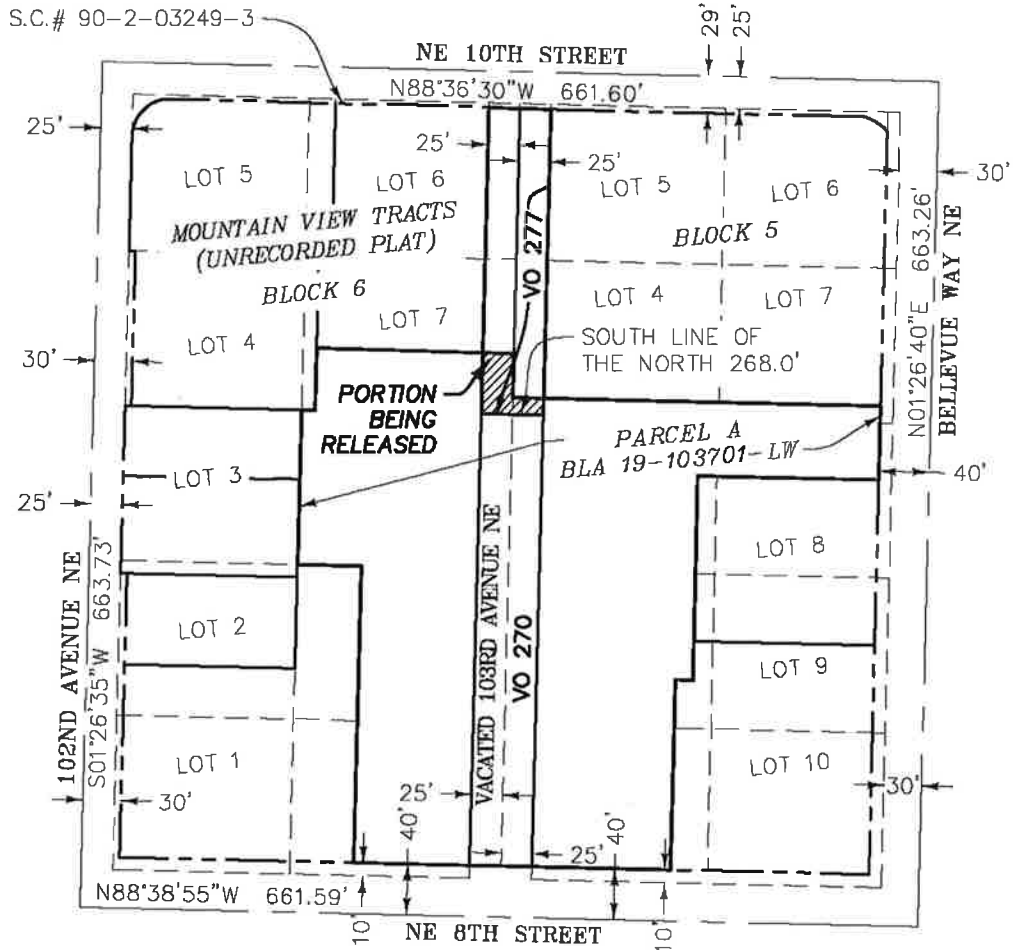 S.C.# 90-2-03249-3
29'
25'
NE 10TH STREET
N88°36'30"W 661.60'
25'
25'
25'
30'
LOT 5
LOT 6
LOT 5
LOT 6
MOUNTAIN VIEW TRACTS
(UNRECORDED PLAT)
BLOCK 6
BLOCK 5
VO 277
N01°26'40"E 663.26'
BELLEVUE WAY NE
LOT 4
LOT 7
LOT 4
LOT 7
30'
SOUTH LINE OF
THE NORTH 268.0'
PORTION
BEING
RELEASED
PARCEL A
BLA 19-103701-LW
40'
LOT 3
25'
102ND AVENUE NE
S01°26'35"W 663.73'
VACATED 103RD AVENUE NE
VO 270
LOT 8
LOT 2
LOT 9
LOT 1
LOT 10
30'
25'
40'
25'
40'
30'
N88°38'55"W 661.59'
10'
NE 8TH STREET
10'